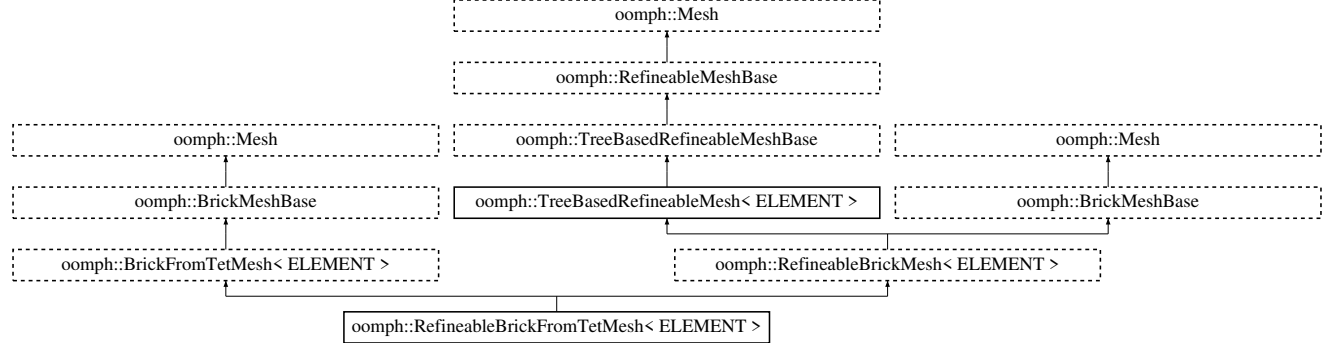 oomph::Mesh
oomph::RefineableMeshBase
oomph::Mesh
oomph::TreeBasedRefineableMeshBase
oomph::Mesh
oomph::BrickMeshBase
oomph::TreeBasedRefineableMesh< ELEMENT >
oomph::BrickMeshBase
oomph::BrickFromTetMesh< ELEMENT >
oomph::RefineableBrickMesh< ELEMENT >
oomph::RefineableBrickFromTetMesh< ELEMENT >